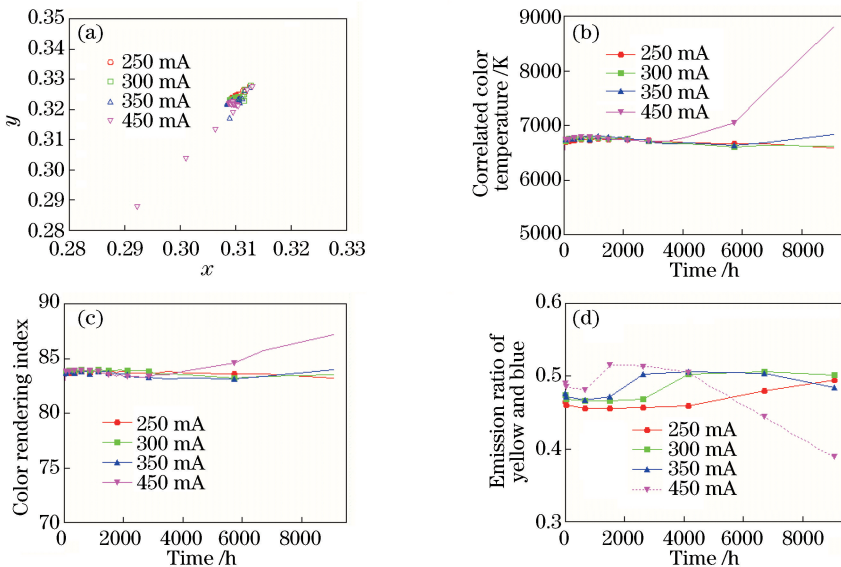 (a)
0.35
0.34
0.33
0.32
0.31
0.30
0.29
0.28
y
250 mA
300 mA
350 mA
450 mA
0.28 0.29 0.30 0.31 0.32 0.33
x
(b)
9000
8000
7000
6000
5000
Correlated color
temperature /K
250 mA
300 mA
350 mA
450 mA
0 2000 4000 6000 8000
Time /h
(c)
90
85
80
75
70
Color rendering index
250 mA
300 mA
350 mA
450 mA
0 2000 4000 6000 8000
Time /h
(d)
0.6
0.5
0.4
0.3
Emission ratio of
yellow and blue
250 mA
300 mA
350 mA
450 mA
0 2000 4000 6000 8000
Time /h